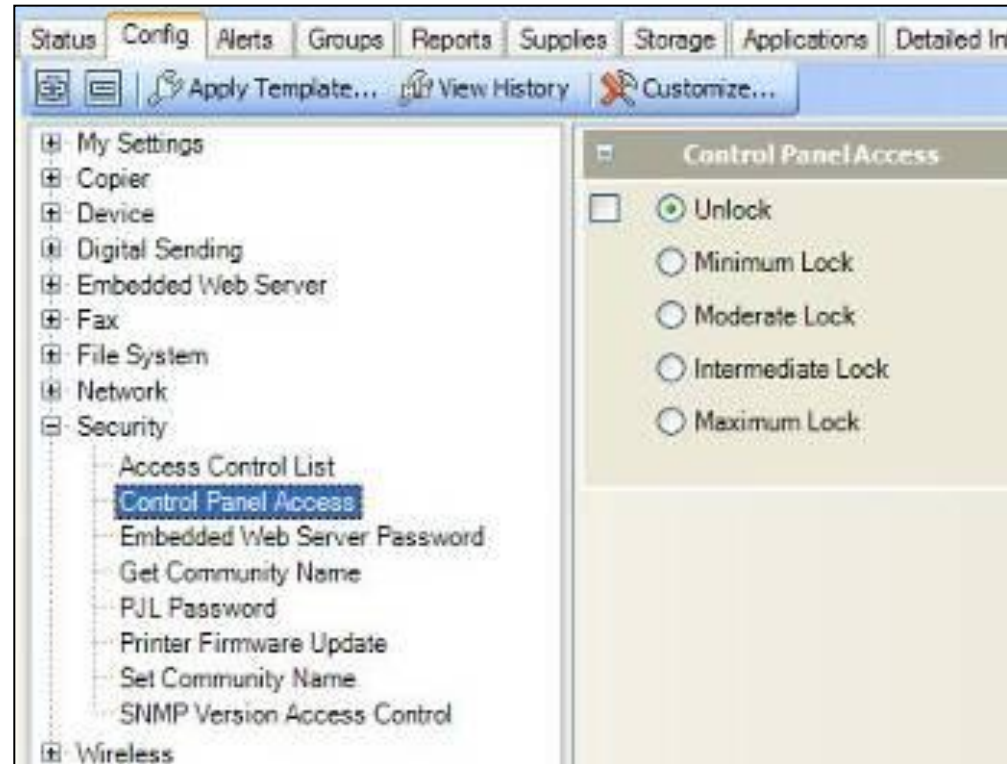 Status Config Alerts Groups Reports Supplies Storage Applications Detailed In
Apply Template... View History Customize...
My Settings
Copier
Device
Digital Sending
Embedded Web Server
Fax
File System
Network
Security
Access Control List
Control Panel Access
Embedded Web Server Password
Get Community Name
PJL Password
Printer Firmware Update
Set Community Name
SNMP Version Access Control
Wireless
Control Panel Access
Unlock
Minimum Lock
Moderate Lock
Intermediate Lock
Maximum Lock